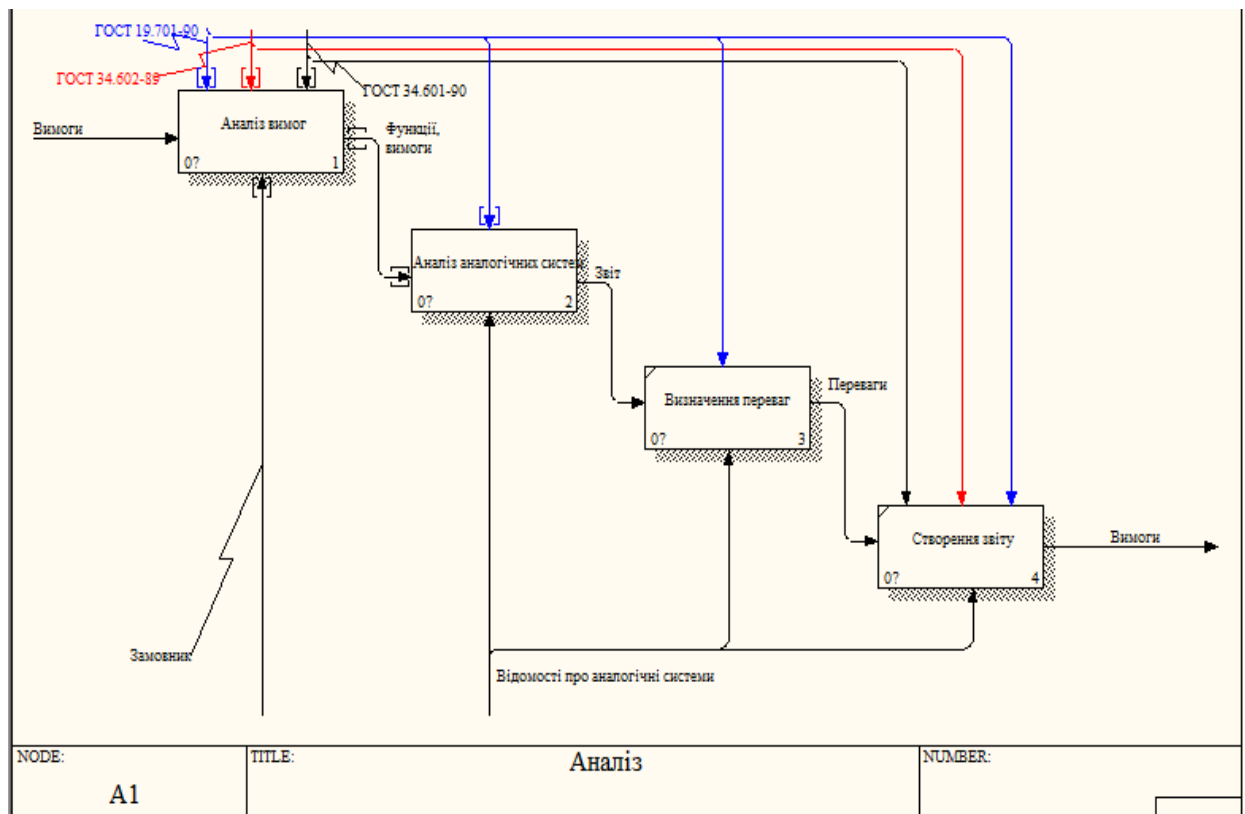 ГОСТ 19.701-90
ГОСТ 34.602-89
ГОСТ 34.601-90
Вимоги
Аналіз вимог
0? 1
Функції,
вимоги
Аналіз аналогічних систем
0? 2
Звіт
Визначення переваг
0? 3
Переваги
Створення звіту
0? 4
Вимоги
Замовник
Відомості про аналогічні системи
NODE:
A1
TITLE:
Аналіз
NUMBER: